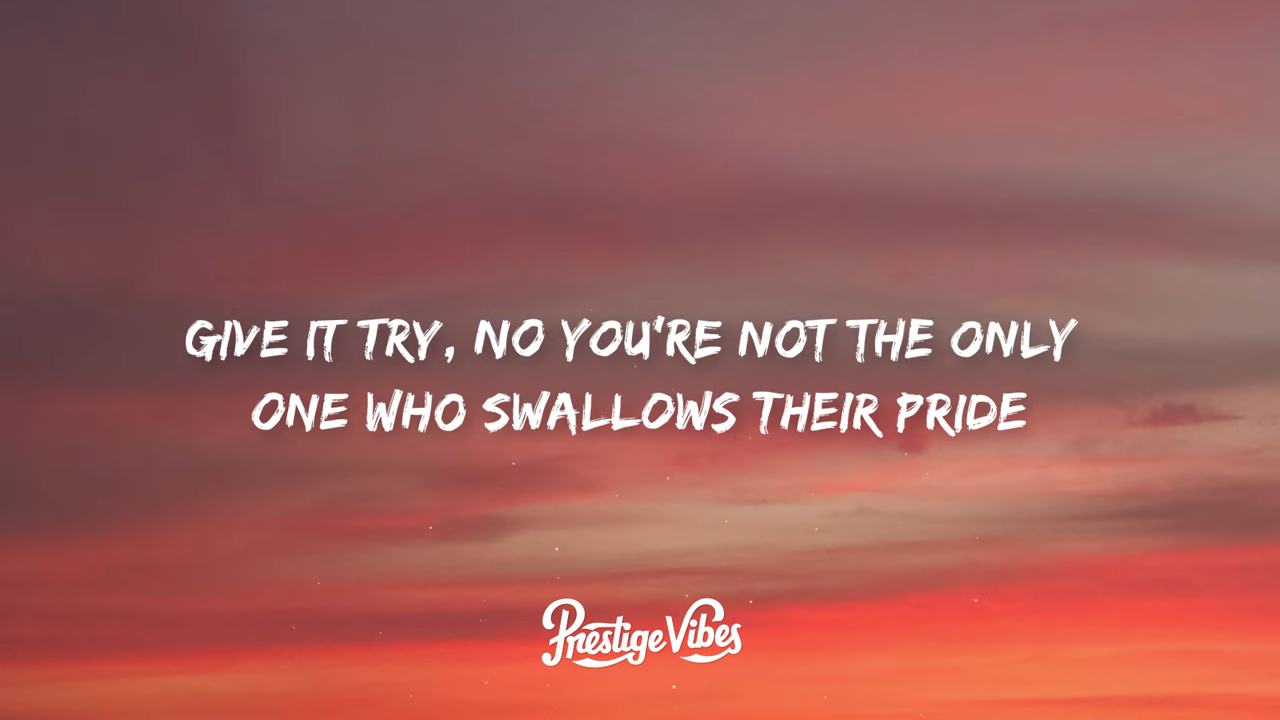 GIVE IT TRY, NO YOU'RE NOT THE ONLY
ONE WHO SWALLOWS THEIR PRIDE
Prestige Vibes